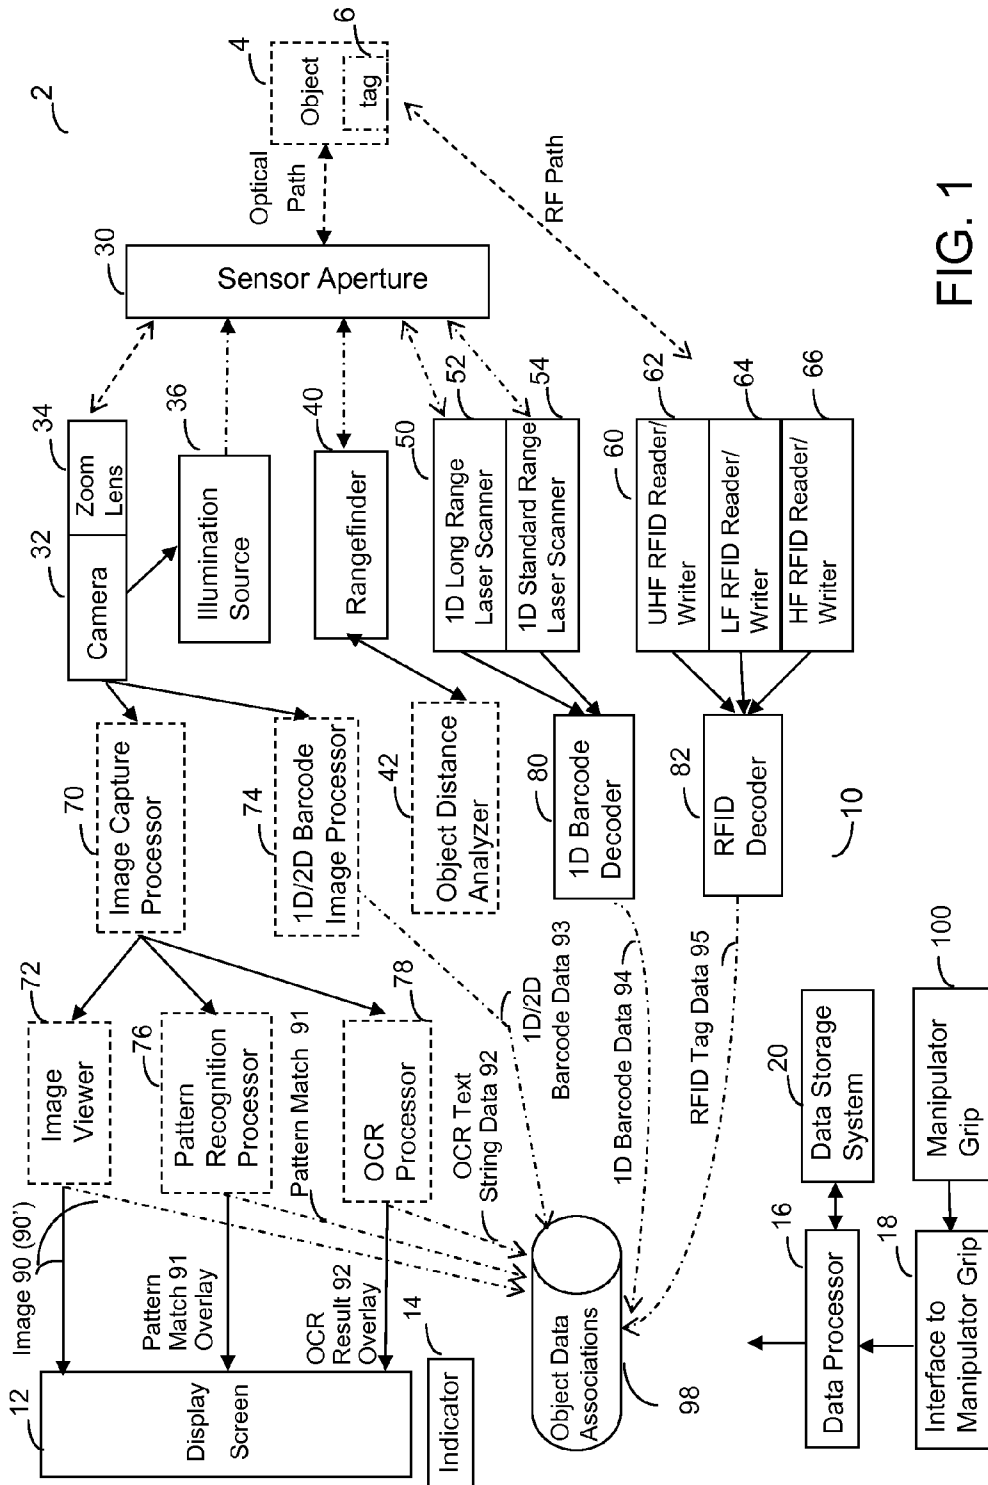 2
4
6
Object
tag
Optical
Path
RF Path
30
Sensor Aperture
34
32
Zoom
Lens
Camera
36
Illumination
Source
40
Rangefinder
50
52
54
1D Long Range
Laser Scanner
1D Standard Range
Laser Scanner
60
62
64
66
UHF RFID Reader/
Writer
LF RFID Reader/
Writer
HF RFID Reader/
Writer
70
Image Capture
Processor
74
1D/2D Barcode
Image Processor
42
Object Distance
Analyzer
80
1D Barcode
Decoder
82
RFID
Decoder
10
72
Image
Viewer
76
Pattern
Recognition
Processor
78
OCR
Processor
Pattern Match 91
OCR Text
String Data 92
1D/2D
Barcode Data 93
1D Barcode Data 94
RFID Tag Data 95
Image 90 (90')
Pattern
Match 91
Overlay
OCR
Result 92
Overlay
12
Display
Screen
14
Indicator
Object Data
Associations
98
16
Data Processor
20
Data Storage
System
18
Interface to
Manipulator Grip
100
Manipulator
Grip
FIG. 1